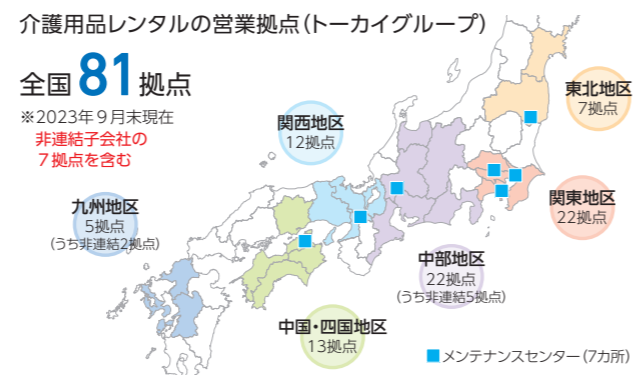 介護用品レンタルの営業拠点(トーカイグループ)
全国81拠点
※2023年9月末現在
非連結子会社の
7拠点を含む
東北地区
7拠点
関西地区
12拠点
関東地区
22拠点
九州地区
5拠点
(うち非連結2拠点)
中部地区
22拠点
(うち非連結5拠点)
中国・四国地区
13拠点
メンテナンスセンター(7カ所)